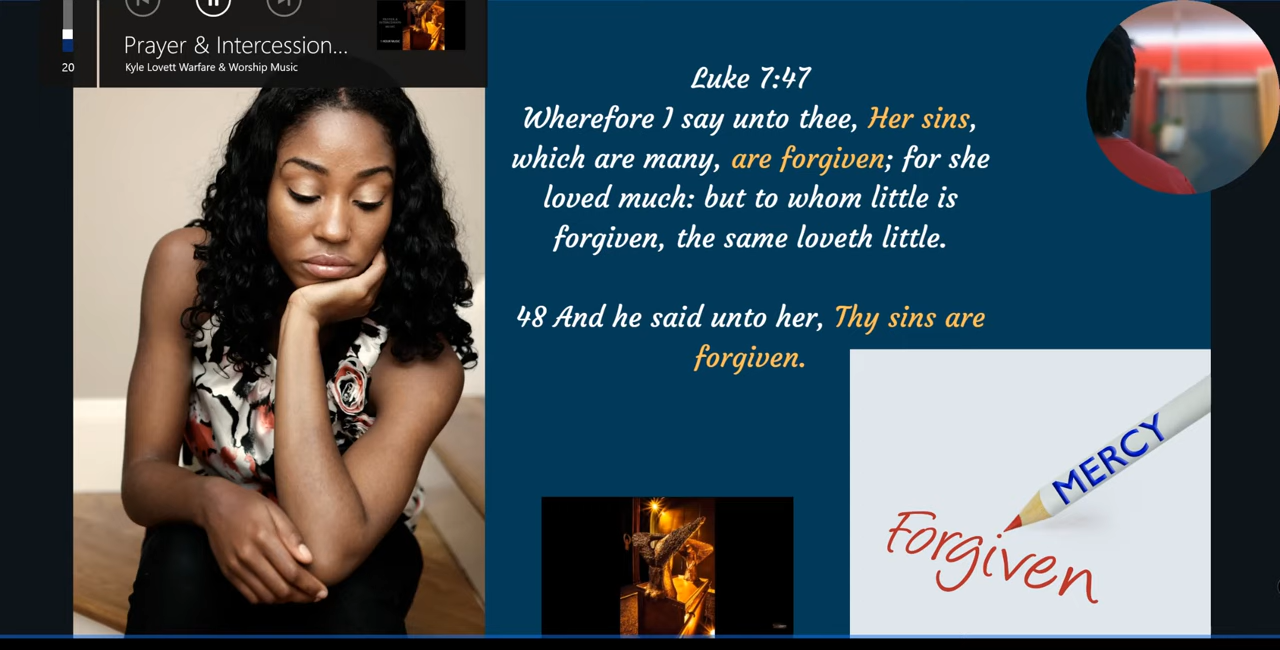 Prayer & Intercession...
20
Kyle Lovett Warfare & Worship Music
Luke 7:47
Wherefore I say unto thee, Her sins,
which are many, are forgiven; for she
loved much: but to whom little is
forgiven, the same loveth little.
48 And he said unto her, Thy sins are
forgiven.
MERCY
Forgiven